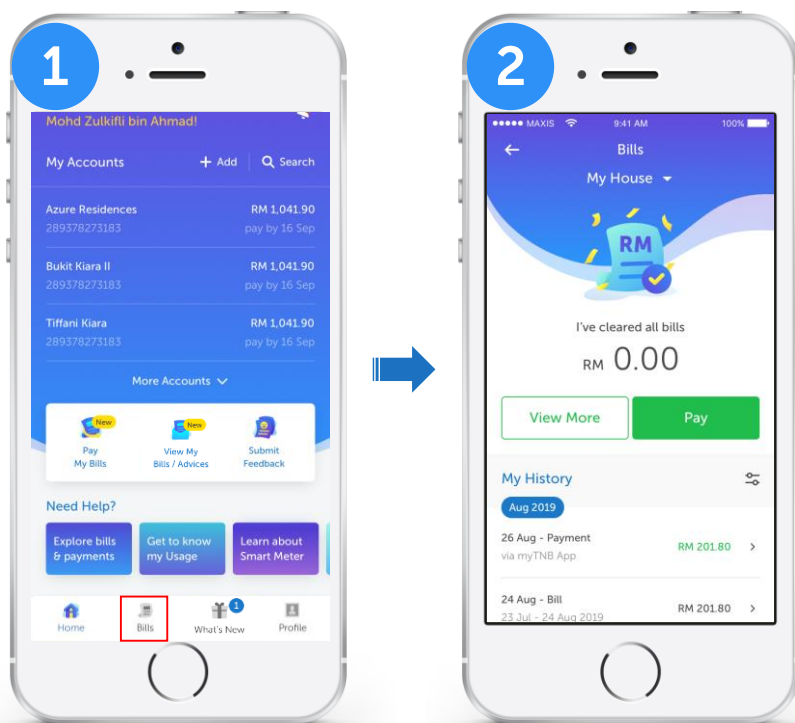 1
Mohd Zulkifli bin Ahmad!
My Accounts + Add Search
Azure Residences RM 1,041.90
289378273183 pay by 16 Sep
Bukit Kiara II RM 1,041.90
289378273183 pay by 16 Sep
Tiffani Kiara RM 1,041.90
289378273183 pay by 16 Sep
More Accounts
New New
Pay My Bills
View My Bills / Advices
Submit Feedback
Need Help?
Explore bills & payments
Get to know my Usage
Learn about Smart Meter
1
Home Bills What's New Profile
2
MAXIS 9:41 AM 100%
Bills
My House
RM
I've cleared all bills
RM 0.00
View More Pay
My History
Aug 2019
26 Aug - Payment RM 201.80
via myTNB App
24 Aug - Bill RM 201.80
23 Jul - 24 Aug 2019